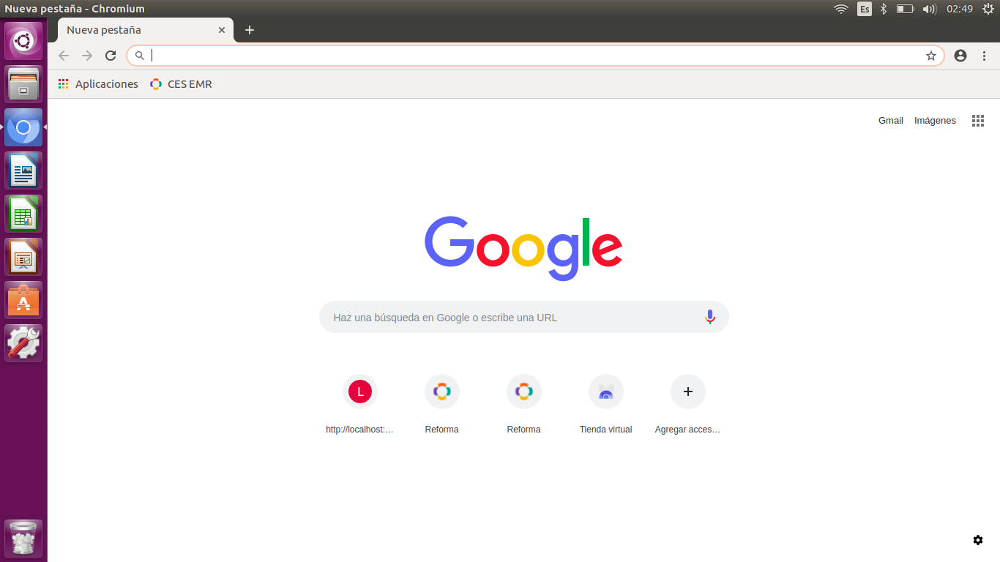 Nueva pestaña - Chromium
Es
02:49
Nueva pestaña
Aplicaciones
CES EMR
Gmail
Imágenes
Google
Haz una búsqueda en Google o escribe una URL
L
http://localhost:…
Reforma
Reforma
Tienda virtual
Agregar acces…